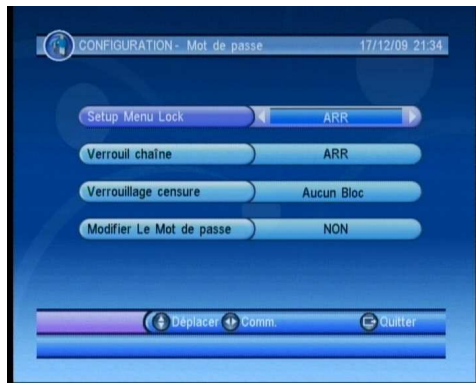 CONFIGURATION - Mot de passe 17/12/09 21:34
Setup Menu Lock ARR
Verrouil chaîne ARR
Verrouillage censure Aucun Bloc
Modifier Le Mot de passe NON
Déplacer Comm. Quitter